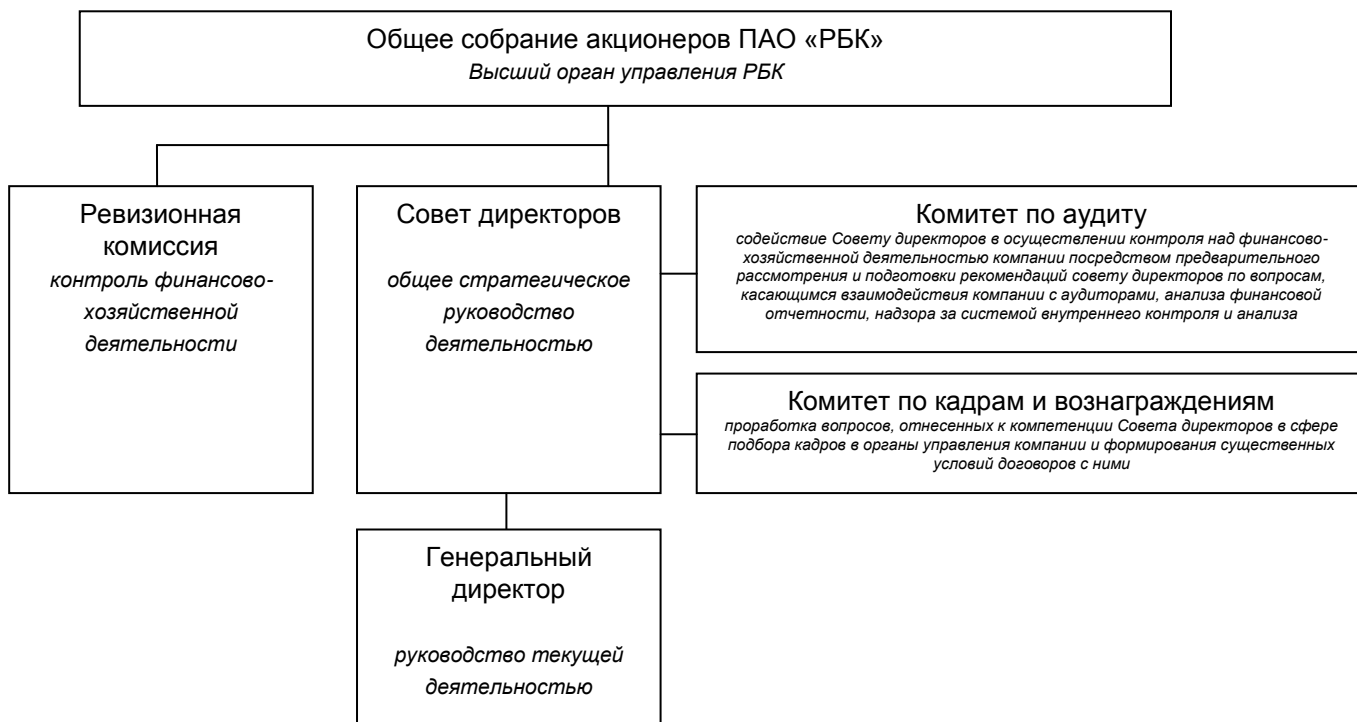 Общее собрание акционеров ПАО «РБК»
Высший орган управления РБК
Ревизионная
комиссия
контроль финансово-
хозяйственной
деятельности
Совет директоров
общее стратегическое
руководство
деятельностью
Комитет по аудиту
содействие Совету директоров в осуществлении контроля над финансово-
хозяйственной деятельностью компании посредством предварительного
рассмотрения и подготовки рекомендаций совету директоров по вопросам,
касающимся взаимодействия компании с аудиторами, анализа финансовой
отчетности, надзора за системой внутреннего контроля и анализа
Комитет по кадрам и вознаграждениям
проработка вопросов, отнесенных к компетенции Совета директоров в сфере
подбора кадров в органы управления компании и формирования существенных
условий договоров с ними
Генеральный
директор
руководство текущей
деятельностью